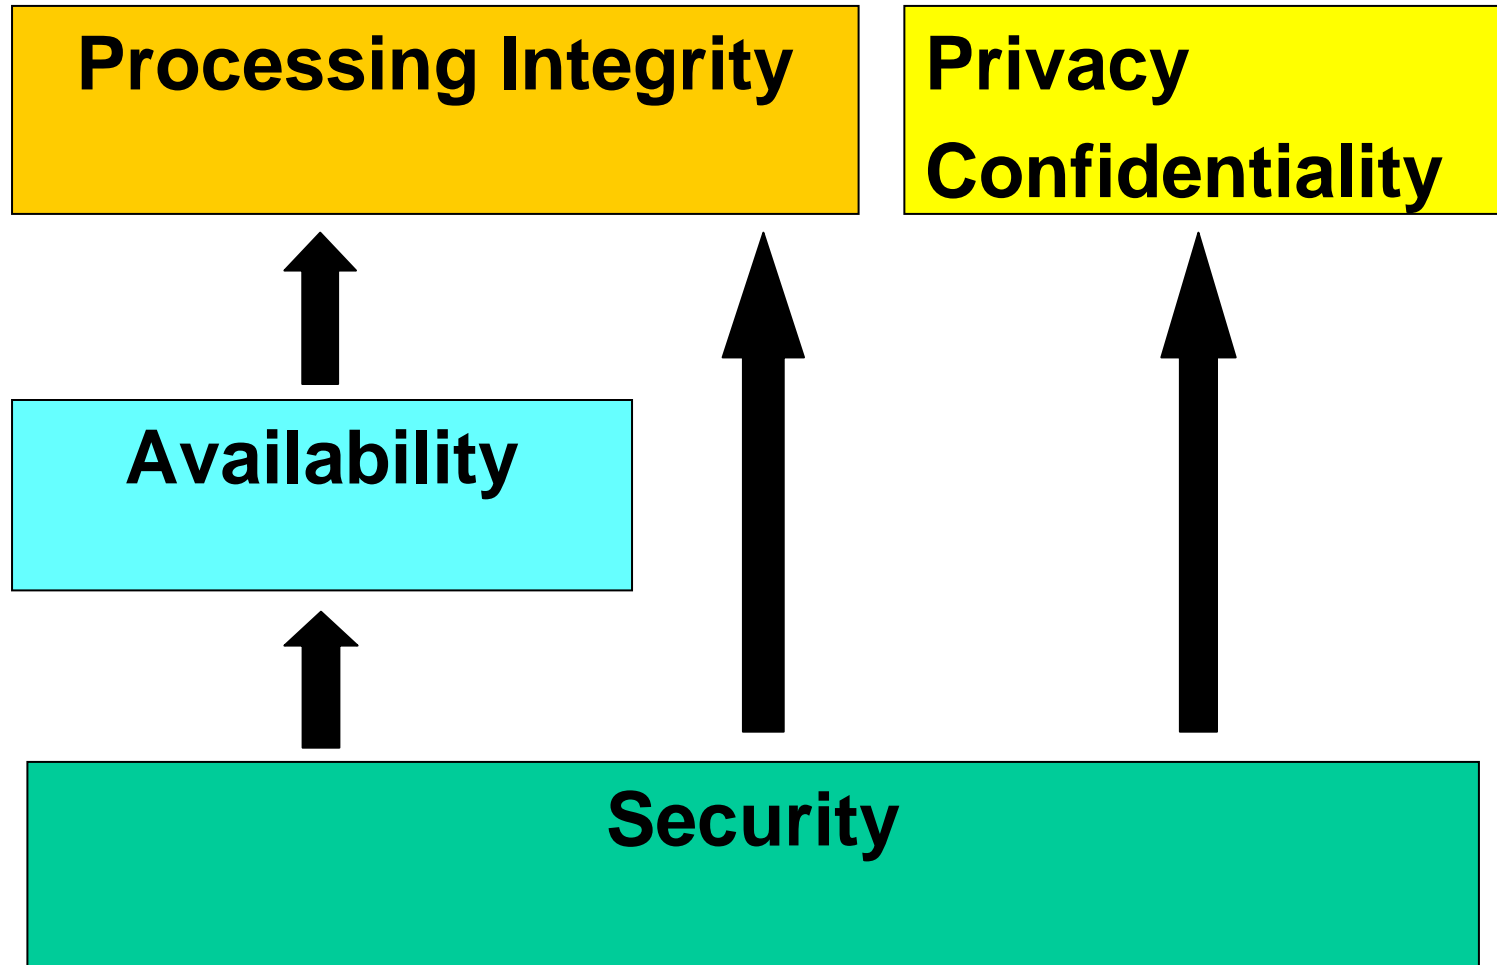 Processing Integrity
Privacy
Confidentiality
Availability
Security